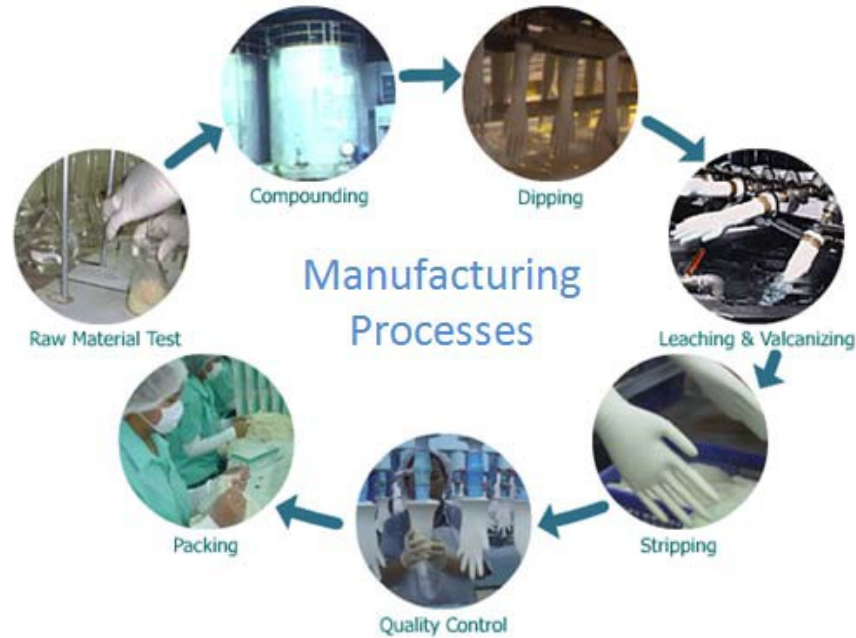 Compounding
Dipping
Manufacturing
Processes
Raw Material Test
Leaching & Valcanizing
Packing
Stripping
Quality Control